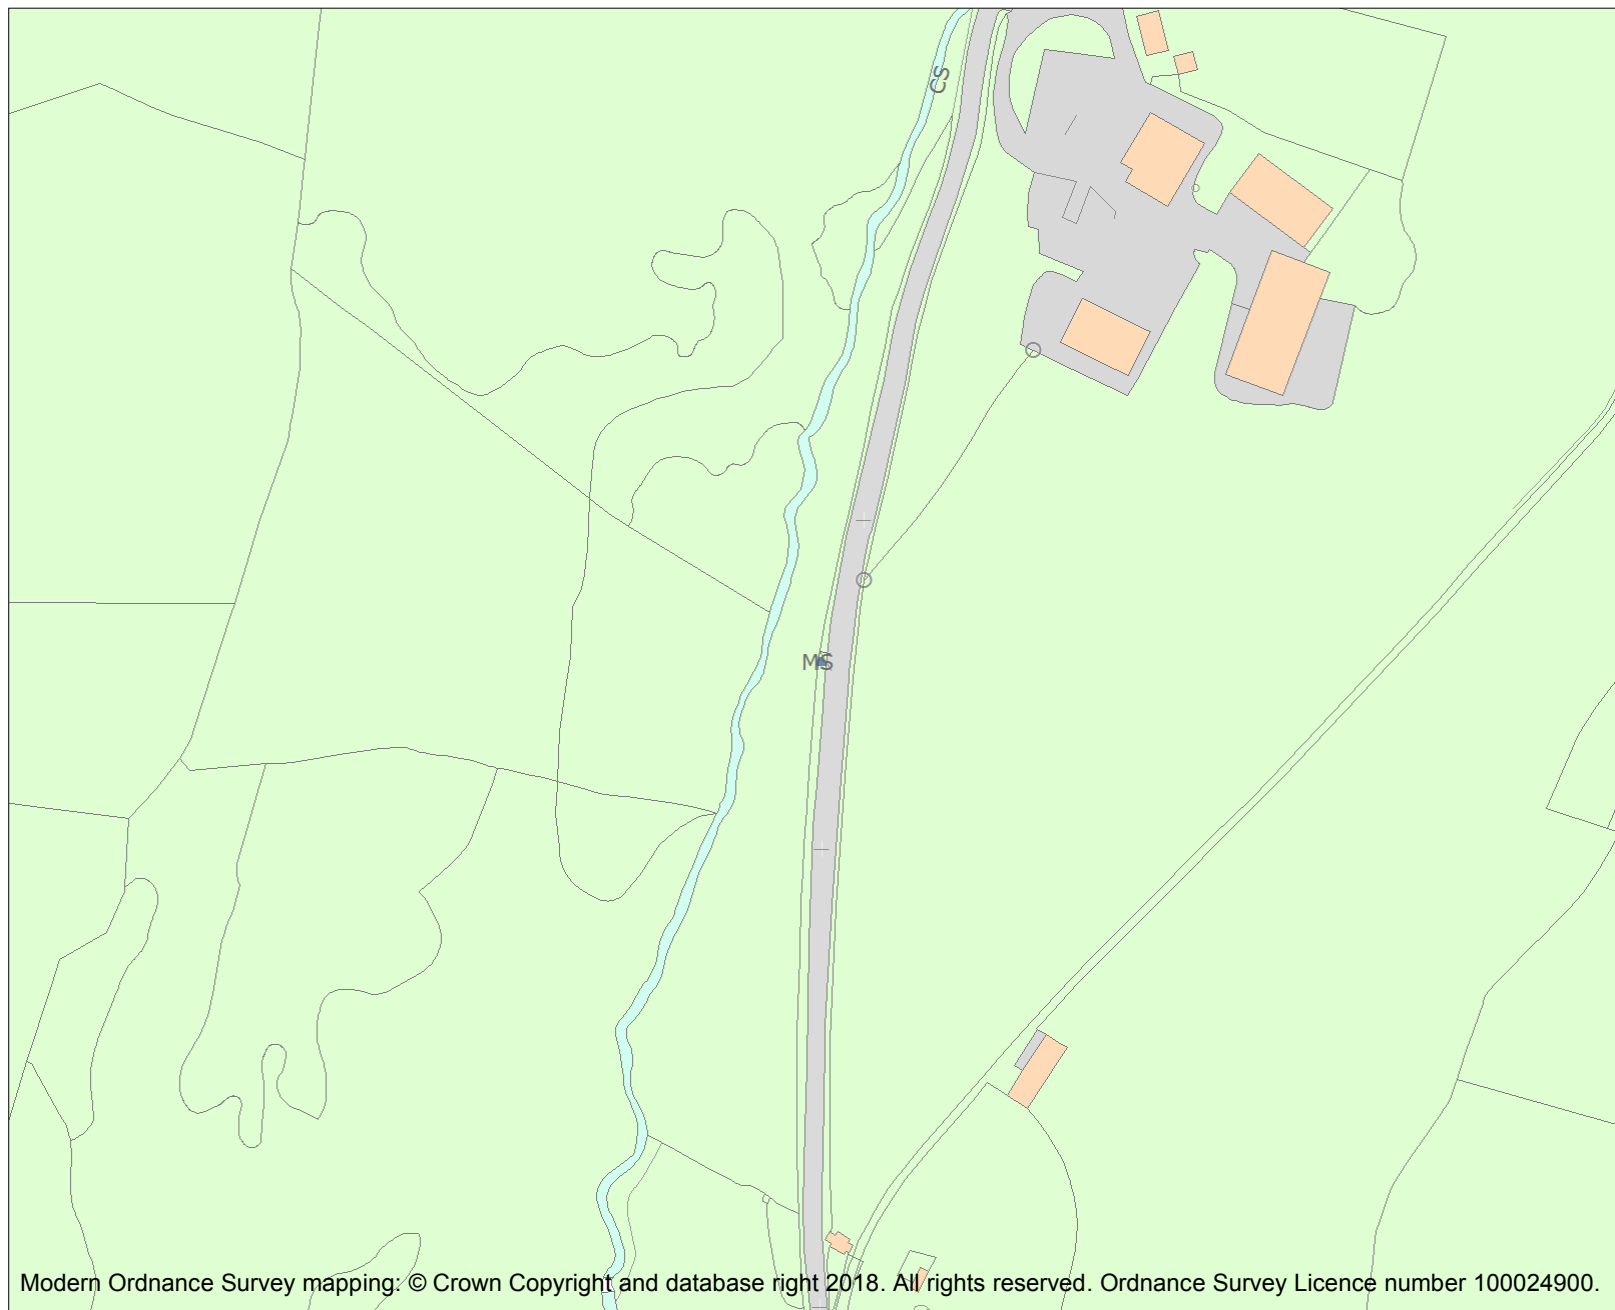 CS
MS
Modern Ordnance Survey mapping: © Crown Copyright and database right 2018. All rights reserved. Ordnance Survey Licence number 100024900.